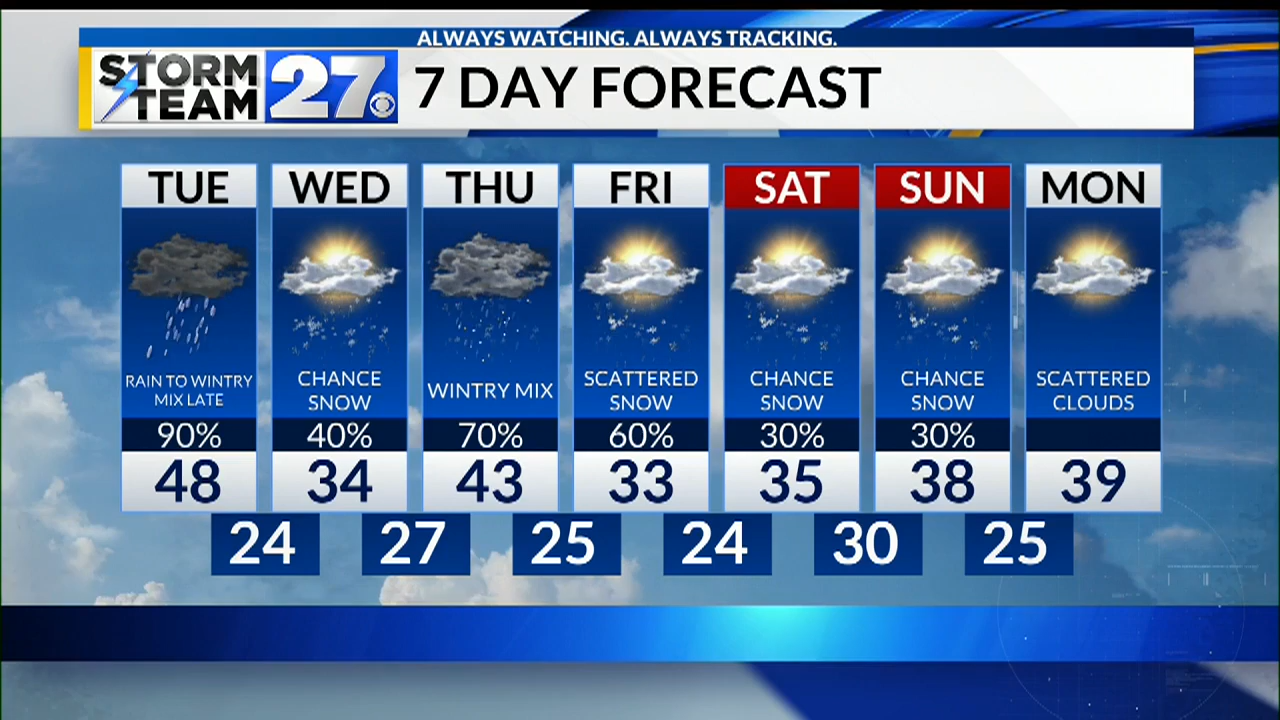 ALWAYS WATCHING. ALWAYS TRACKING.
STORM
TEAM
27
7 DAY FORECAST
TUE WED THU FRI SAT SUN MON
RAIN TO WINTRY
MIX LATE
CHANCE
SNOW
WINTRY MIX
SCATTERED
SNOW
CHANCE
SNOW
CHANCE
SNOW
SCATTERED
CLOUDS
90% 40% 70% 60% 30% 30%
48 34 43 33 35 38 39
24 27 25 24 30 25